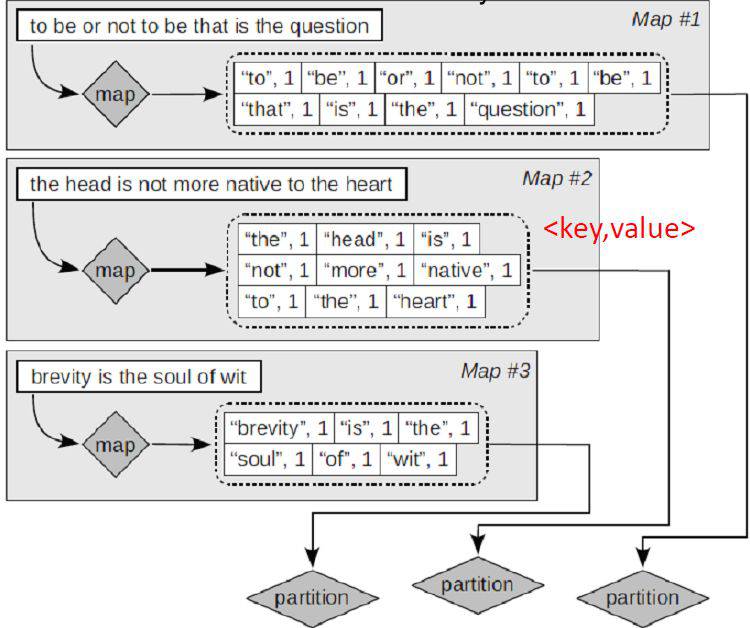 Map #1
to be or not to be that is the question
map
“to”, 1 “be”, 1 “or”, 1 “not”, 1 “to”, 1 “be”, 1
“that”, 1 “is”, 1 “the”, 1 “question”, 1
Map #2
the head is not more native to the heart
<key,value>
map
“the”, 1 “head”, 1 “is”, 1
“not”, 1 “more”, 1 “native”, 1
“to”, 1 “the”, 1 “heart”, 1
Map #3
brevity is the soul of wit
map
“brevity”, 1 “is”, 1 “the”, 1
“soul”, 1 “of”, 1 “wit”, 1
partition
partition
partition